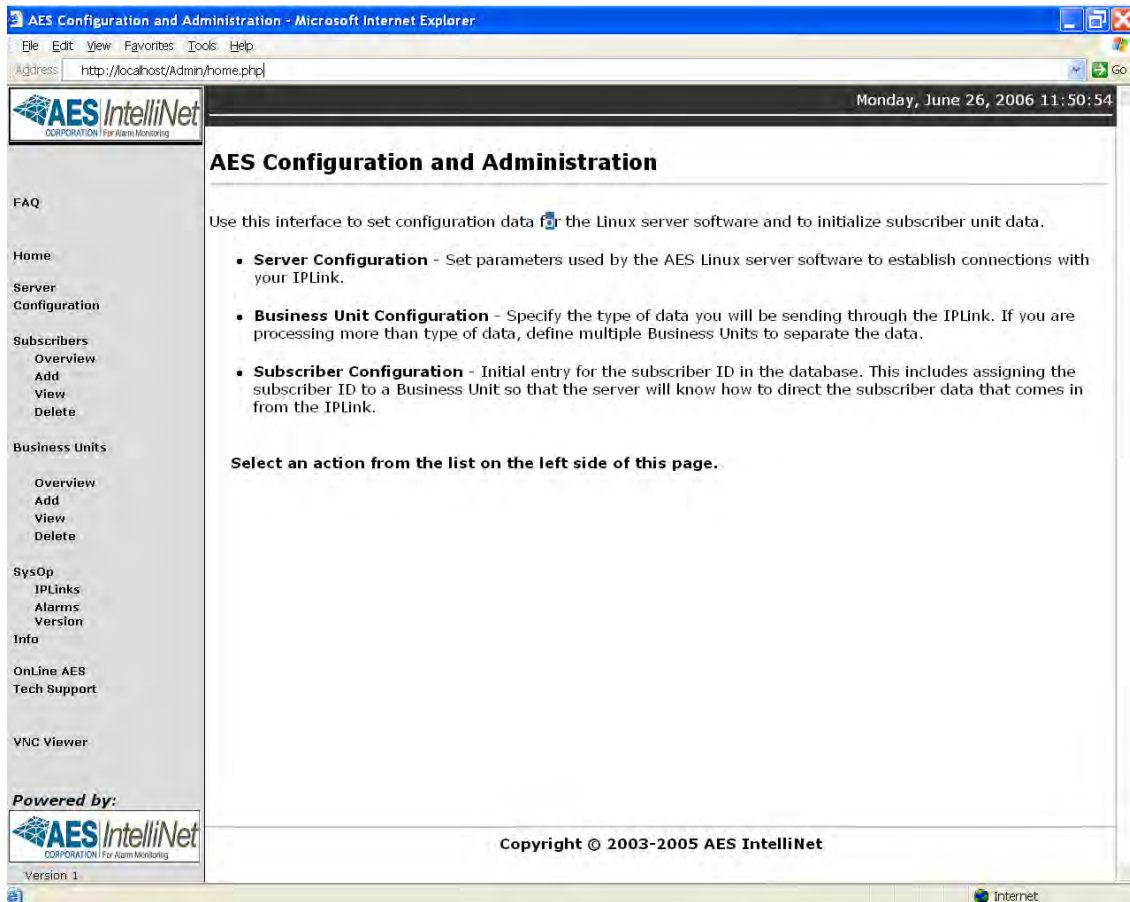 AES Configuration and Administration - Microsoft Internet Explorer
File Edit View Favorites Tools Help
Address http://localhost/Admin/home.php
Go
AES IntelliNet
CORPORATION For Alarm Monitoring
Monday, June 26, 2006 11:50:54
AES Configuration and Administration
FAQ
Home
Server
Configuration
Subscribers
Overview
Add
View
Delete
Business Units
Overview
Add
View
Delete
SysOp
IPLinks
Alarms
Version
Info
OnLine AES
Tech Support
VNC Viewer
Powered by:
AES IntelliNet
CORPORATION For Alarm Monitoring
Version 1
Use this interface to set configuration data for the Linux server software and to initialize subscriber unit data.
• Server Configuration - Set parameters used by the AES Linux server software to establish connections with
your IPLink.
• Business Unit Configuration - Specify the type of data you will be sending through the IPLink. If you are
processing more than type of data, define multiple Business Units to separate the data.
• Subscriber Configuration - Initial entry for the subscriber ID in the database. This includes assigning the
subscriber ID to a Business Unit so that the server will know how to direct the subscriber data that comes in
from the IPLink.
Select an action from the list on the left side of this page.
Copyright © 2003-2005 AES IntelliNet
Internet